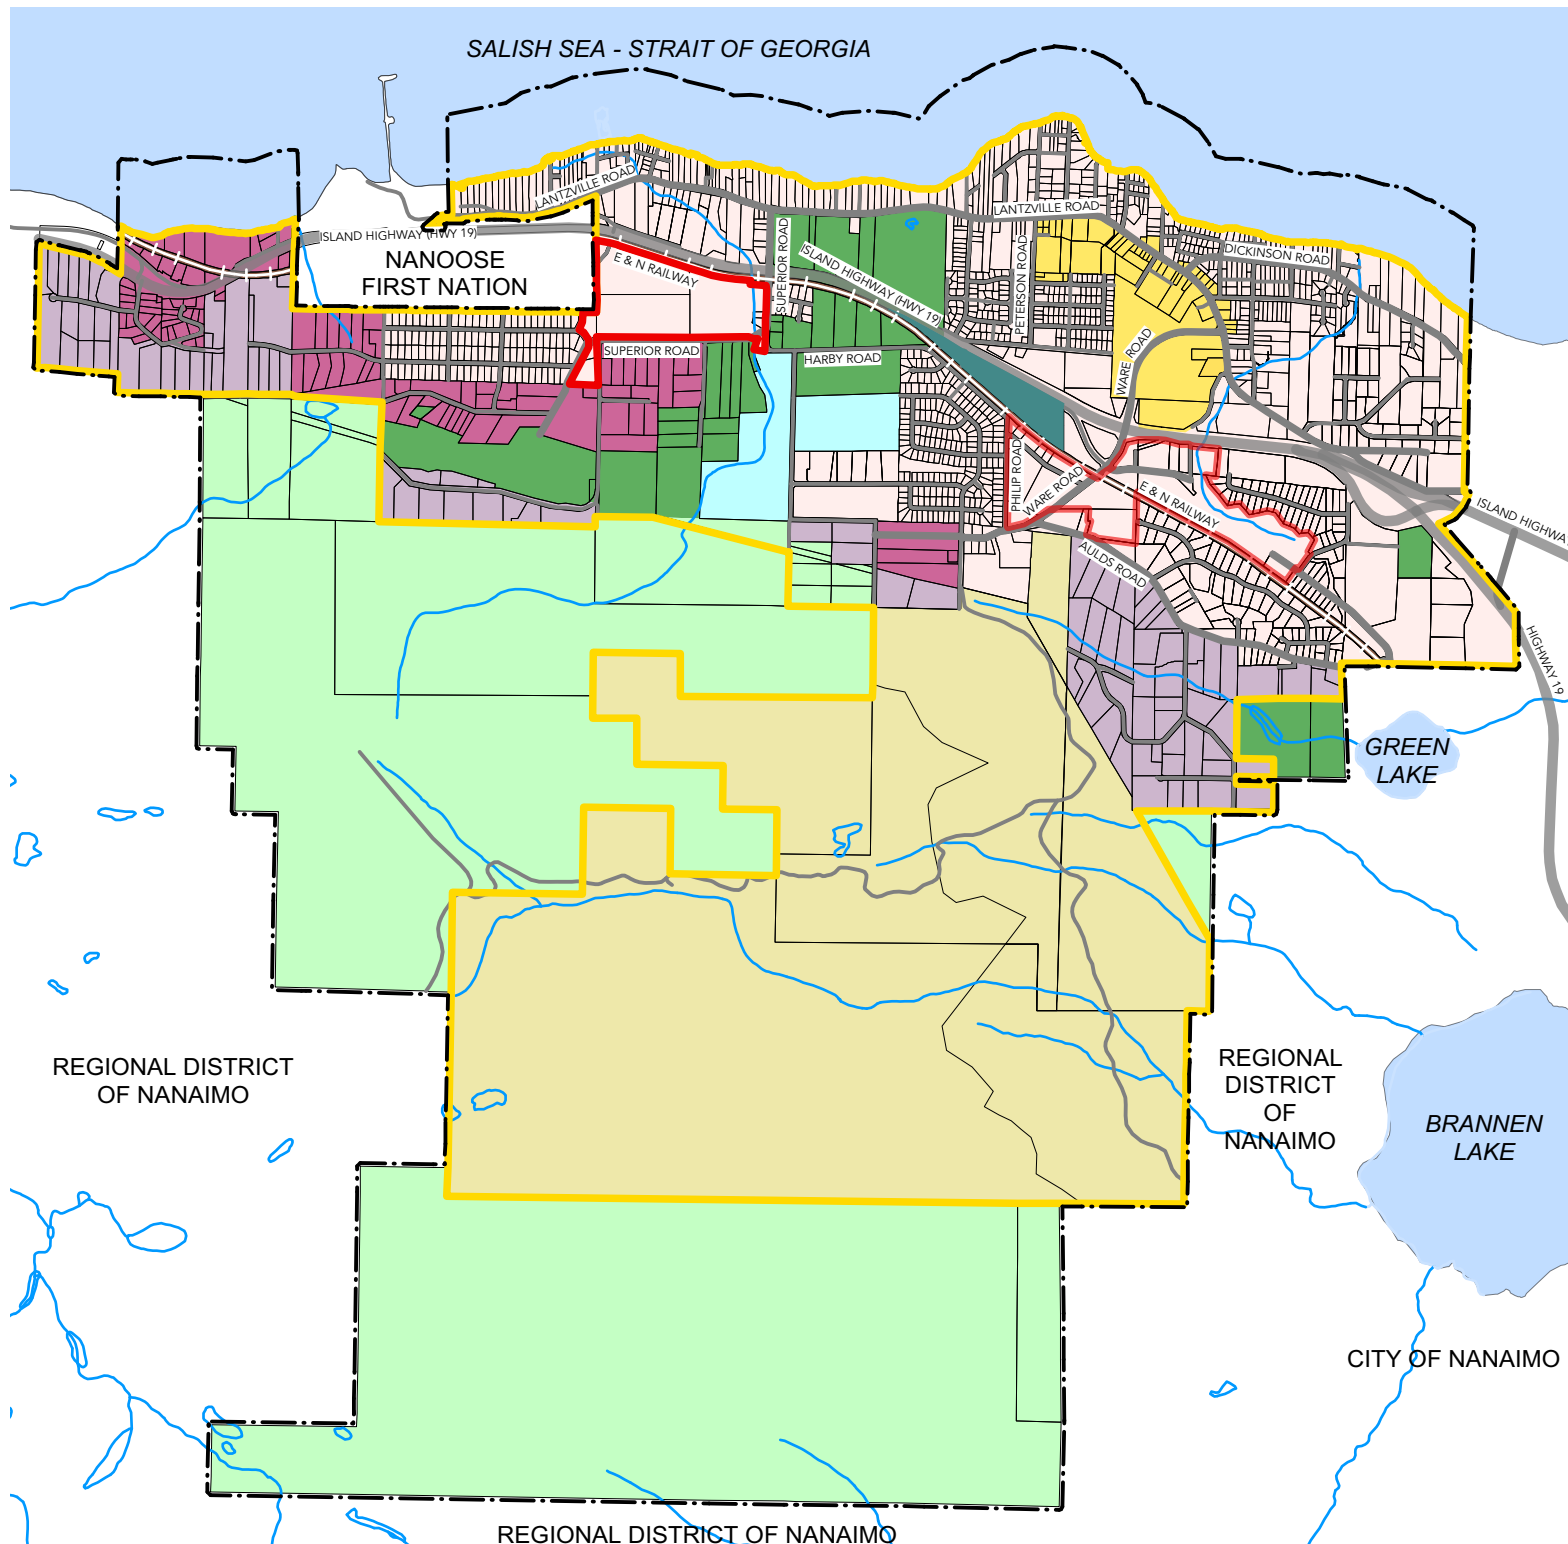 SALISH SEA - STRAIT OF GEORGIA
LANTZVILLE ROAD
LANTZVILLE ROAD
ISLAND HIGHWAY (HWY 19)
NANOOSE
FIRST NATION
E & N RAILWAY
SUPERIOR ROAD
ISLAND HIGHWAY (HWY 19)
PETERSON ROAD
DICKINSON ROAD
SUPERIOR ROAD
HARBY ROAD
WARE ROAD
PHILIP ROAD
WARE ROAD
E & N RAILWAY
ISLAND HIGHWA
AULDS ROAD
HIGHWAY 19
GREEN
LAKE
REGIONAL DISTRICT
OF NANAIMO
REGIONAL
DISTRICT
OF
NANAIMO
BRANNEN
LAKE
CITY OF NANAIMO
REGIONAL DISTRICT OF NANAIMO